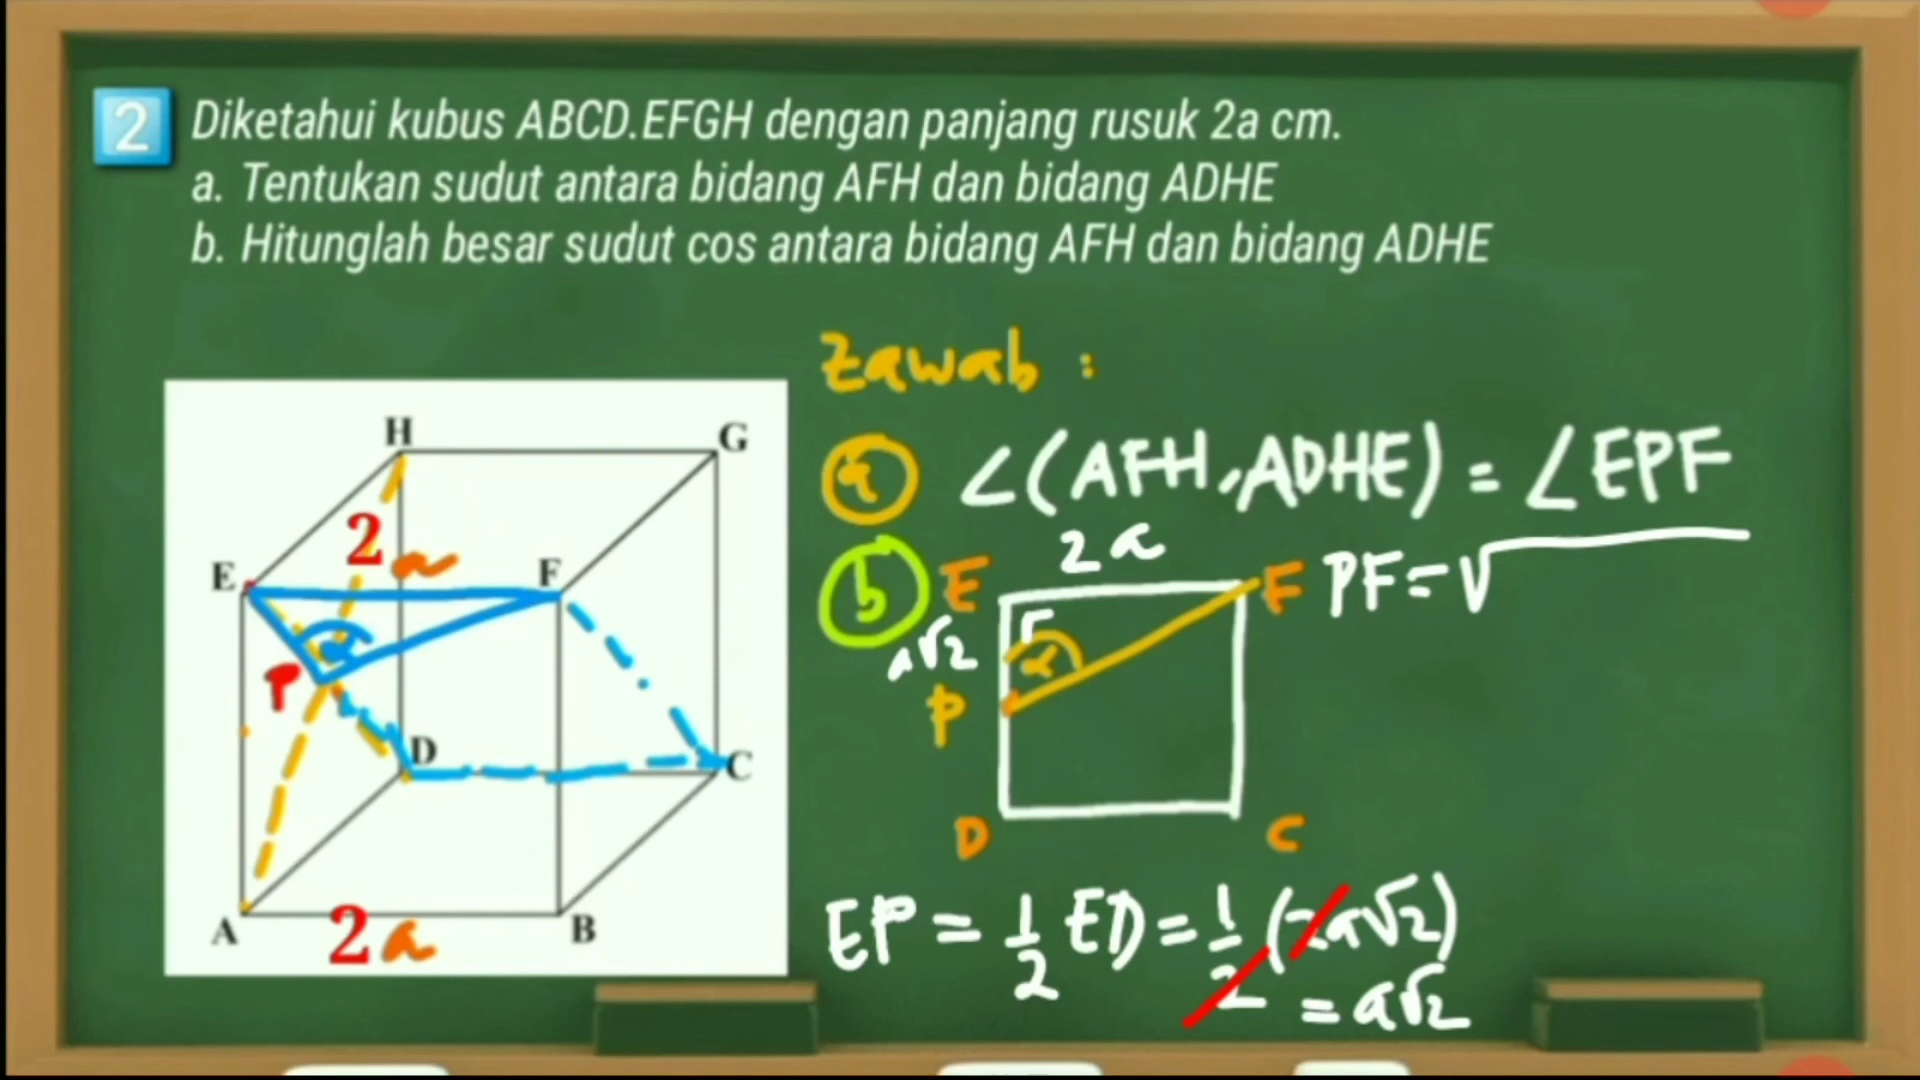 2 Diketahui kubus ABCD.EFGH dengan panjang rusuk 2a cm.
a. Tentukan sudut antara bidang AFH dan bidang ADHE
b. Hitunglah besar sudut cos antara bidang AFH dan bidang ADHE
Zawab :
a ∠(AFH, ADHE) = ∠EPF
b
2a
E F
a√2
α
P
D C
PF = √
EP = 1/2 ED = 1/2 (2a√2)
= a√2
H G
2a
E F
α
P
D C
A B
2a